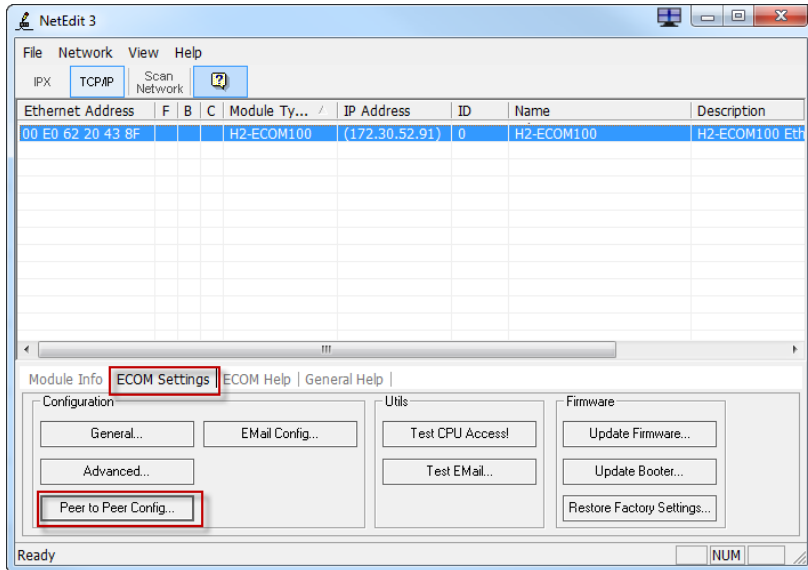 NetEdit 3
File Network View Help
IPX TCP/IP Scan Network
Ethernet Address F B C Module Ty... IP Address ID Name Description
00 E0 62 20 43 8F H2-ECOM100 (172.30.52.91) 0 H2-ECOM100 H2-ECOM100 Eth
Module Info ECOM Settings ECOM Help General Help
Configuration Utils Firmware
General... EMail Config... Test CPU Access! Update Firmware...
Advanced... Test EMail... Update Booter...
Peer to Peer Config... Restore Factory Settings...
Ready NUM